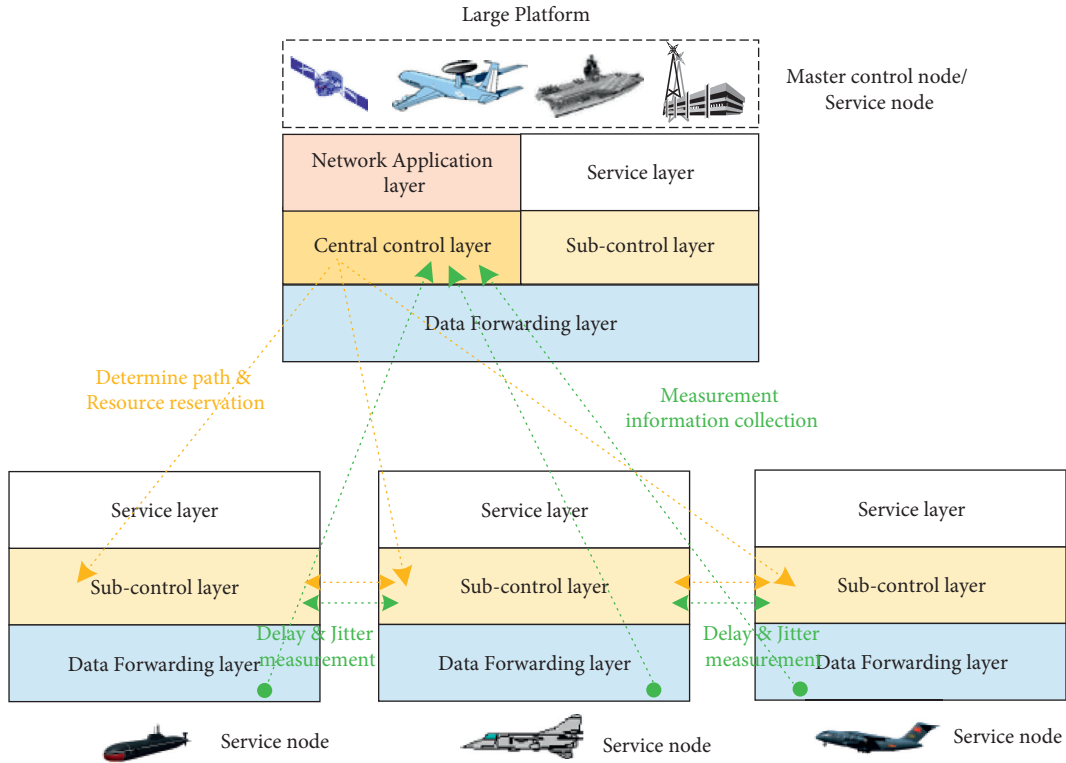 Large Platform
Master control node/
Service node
Network Application
layer
Service layer
Central control layer
Sub-control layer
Data Forwarding layer
Determine path &
Resource reservation
Measurement
information collection
Service layer
Service layer
Service layer
Sub-control layer
Sub-control layer
Sub-control layer
Delay & Jitter
measurement
Delay & Jitter
measurement
Data Forwarding layer
Data Forwarding layer
Data Forwarding layer
Service node
Service node
Service node